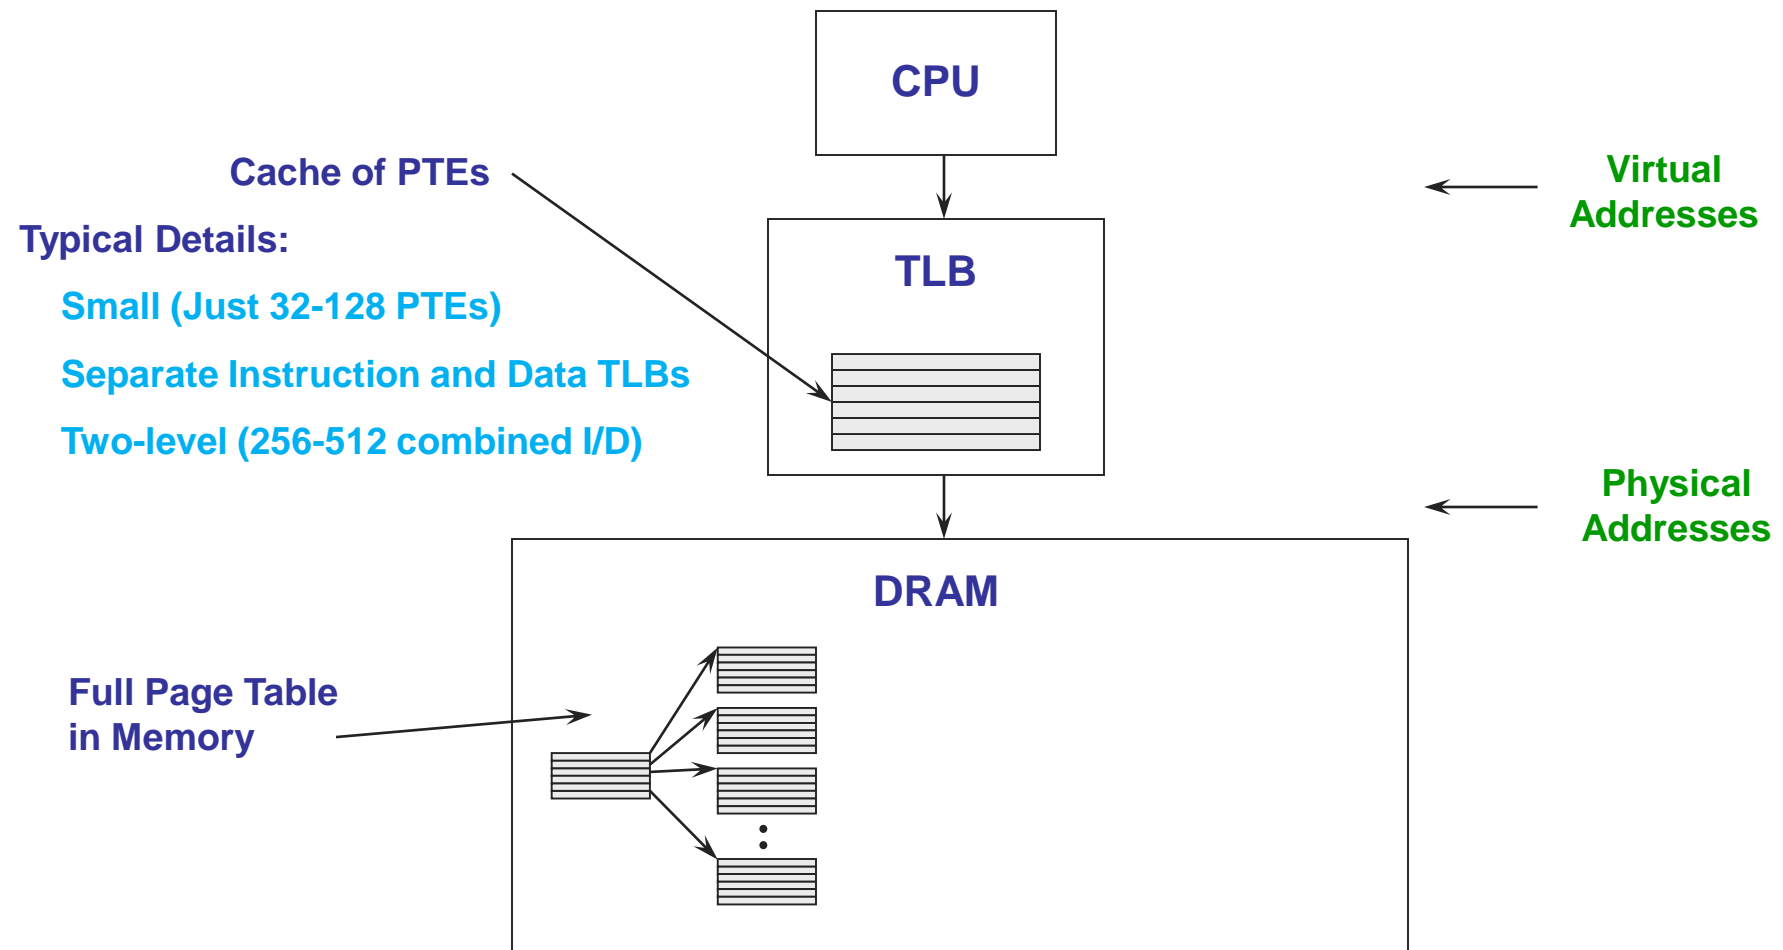 CPU
Cache of PTEs
Virtual
Addresses
Typical Details:
TLB
Small (Just 32-128 PTEs)
Separate Instruction and Data TLBs
Two-level (256-512 combined I/D)
Physical
Addresses
DRAM
Full Page Table
in Memory